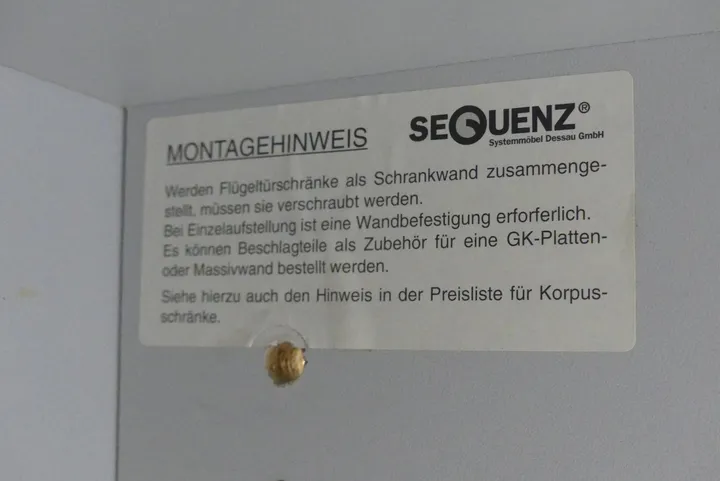 MONTAGEHINWEIS
SEQUENZ®
Systemmöbel Dessau GmbH
Werden Flügeltürschränke als Schrankwand zusammenge-
stellt, müssen sie verschraubt werden.
Bei Einzelaufstellung ist eine Wandbefestigung erforferlich.
Es können Beschlagteile als Zubehör für eine GK-Platten-
oder Massivwand bestellt werden.
Siehe hierzu auch den Hinweis in der Preisliste für Korpus-
schränke.